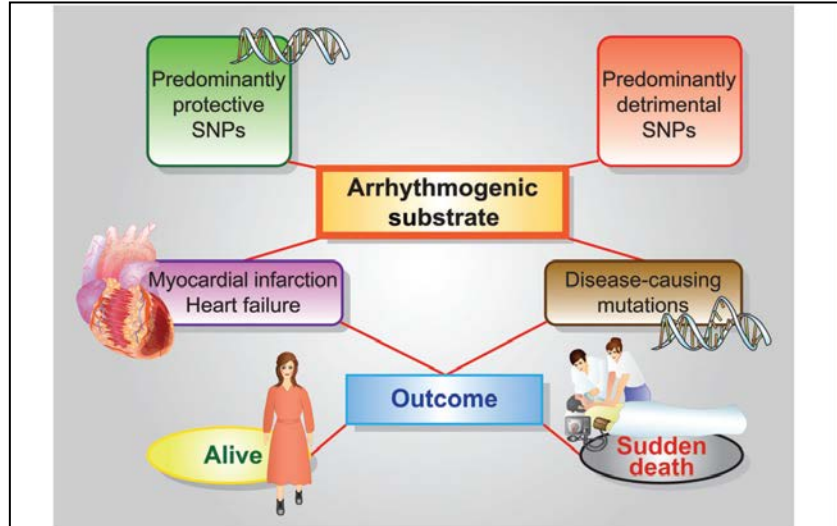 Predominantly
protective
SNPs
Predominantly
detrimental
SNPs
Arrhythmogenic
substrate
Myocardial infarction
Heart failure
Disease-causing
mutations
Outcome
Alive
Sudden
death